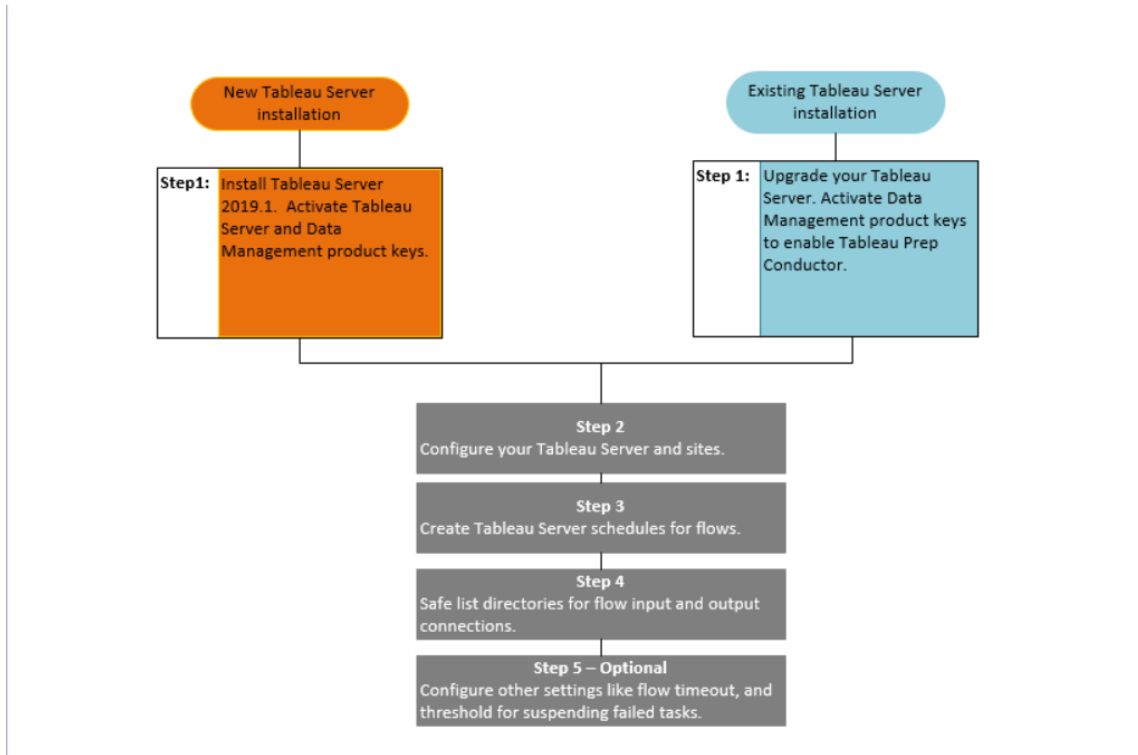 New Tableau Server
installation
Existing Tableau Server
installation
Step1:
Install Tableau Server
2019.1.  Activate Tableau
Server and Data
Management product keys.
Step 1:
Upgrade your Tableau
Server. Activate Data
Management product keys
to enable Tableau Prep
Conductor.
Step 2
Configure your Tableau Server and sites.
Step 3
Create Tableau Server schedules for flows.
Step 4
Safe list directories for flow input and output
connections.
Step 5 – Optional
Configure other settings like flow timeout, and
threshold for suspending failed tasks.